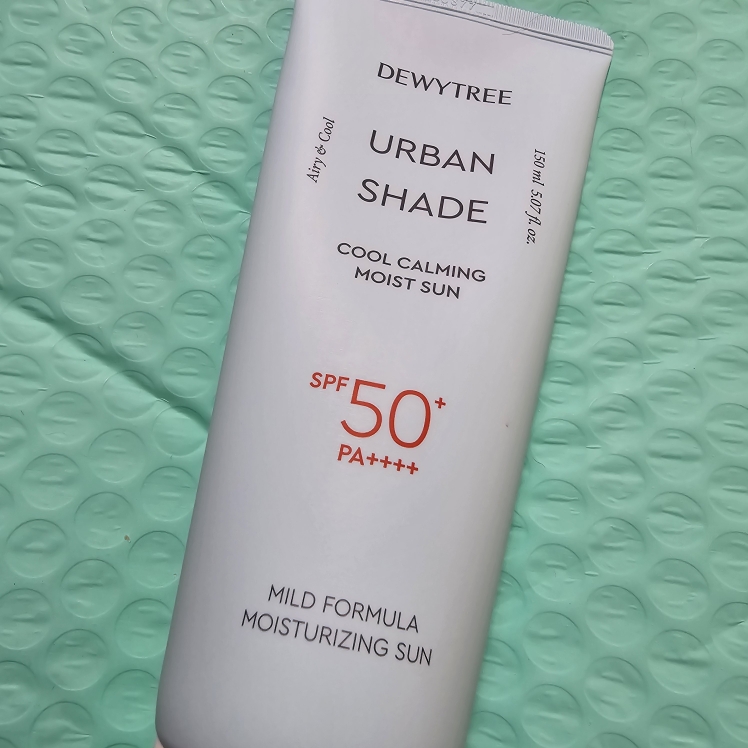 DEWYTREE
Airy & Cool
URBAN
SHADE
150 ml 5.07 fl. oz.
COOL CALMING
MOIST SUN
SPF50+
PA++++
MILD FORMULA
MOISTURIZING SUN